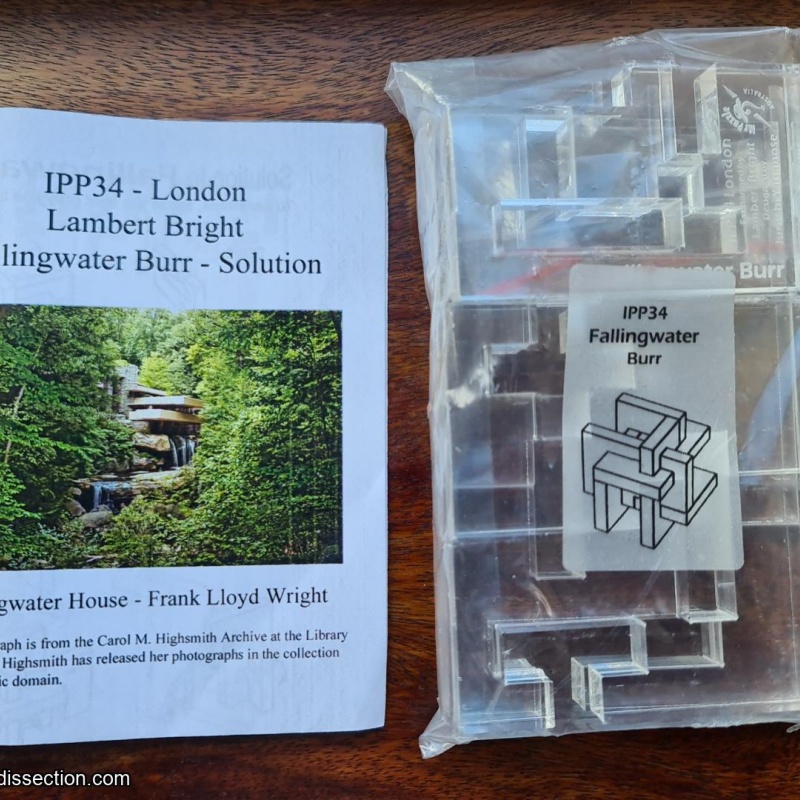 IPP34 - London
Lambert Bright
llingwater Burr - Solution
gwater House - Frank Lloyd Wright
aph is from the Carol M. Highsmith Archive at the Library
Highsmith has released her photographs in the collection
ic domain.
AUSTRALIA
London
Burr
IPP34
Fallingwater
Burr
dissection.com